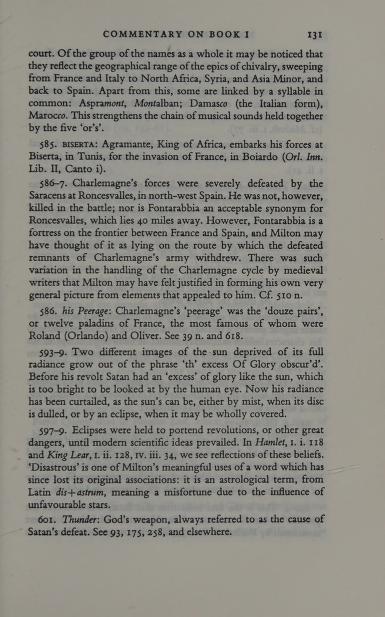 COMMENTARY ON BOOK I 131
court. Of the group of the names as a whole it may be noticed that
they reflect the geographical range of the epics of chivalry, sweeping
from France and Italy to North Africa, Syria, and Asia Minor, and
back to Spain. Apart from this, some are linked by a syllable in
common: Aspramont, Montalban; Damasco (the Italian form),
Marocco. This strengthens the chain of musical sounds held together
by the five ‘or’s’.
585. BISERTA: Agramante, King of Africa, embarks his forces at
Biserta, in Tunis, for the invasion of France, in Boiardo (Orl. Inn.
Lib. II, Canto i).
586–7. Charlemagne’s forces were severely defeated by the
Saracens at Roncesvalles, in north-west Spain. He was not, however,
killed in the battle; nor is Fontarabbia an acceptable synonym for
Roncesvalles, which lies 40 miles away. However, Fontarabbia is a
fortress on the frontier between France and Spain, and Milton may
have thought of it as lying on the route by which the defeated
remnants of Charlemagne’s army withdrew. There was such
variation in the handling of the Charlemagne cycle by medieval
writers that Milton may have felt justified in forming his own very
general picture from elements that appealed to him. Cf. 510 n.
586. his Peerage: Charlemagne’s ‘peerage’ was the ‘douze pairs’,
or twelve paladins of France, the most famous of whom were
Roland (Orlando) and Oliver. See 39 n. and 618.
593–9. Two different images of the sun deprived of its full
radiance grow out of the phrase ‘th’ excess Of Glory obscur’d’.
Before his revolt Satan had an ‘excess’ of glory like the sun, which
is too bright to be looked at by the human eye. Now his radiance
has been curtailed, as the sun’s can be, either by mist, when its disc
is dulled, or by an eclipse, when it may be wholly covered.
597–9. Eclipses were held to portend revolutions, or other great
dangers, until modern scientific ideas prevailed. In Hamlet, I. i. 118
and King Lear, I. ii. 128, IV. iii. 34, we see reflections of these beliefs.
‘Disastrous’ is one of Milton’s meaningful uses of a word which has
since lost its original associations: it is an astrological term, from
Latin dis+astrum, meaning a misfortune due to the influence of
unfavourable stars.
601. Thunder: God’s weapon, always referred to as the cause of
Satan’s defeat. See 93, 175, 258, and elsewhere.